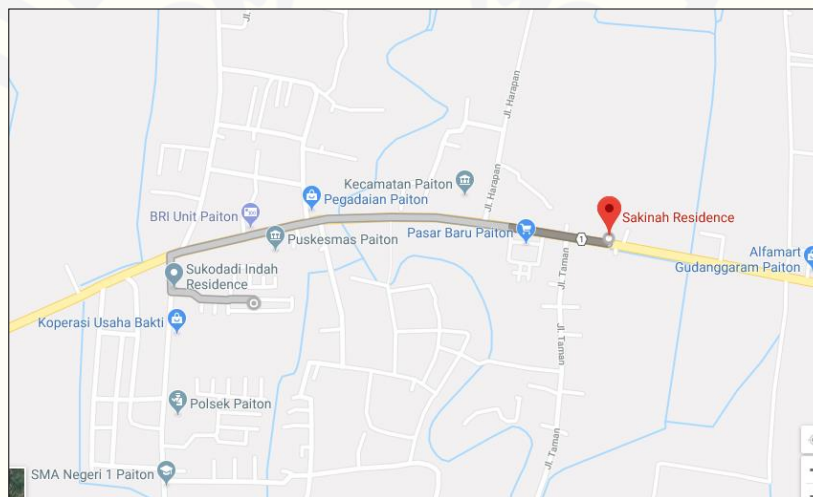 Jl.
Jl. Harapan
Kecamatan Paiton
Jl. Harapan
Pegadaian Paiton
BRI Unit Paiton
Sakinah Residence
Puskesmas Paiton
Pasar Baru Paiton
1
Alfamart
Gudanggaram Paiton
Sukodadi Indah
Residence
Jl. Taman
Koperasi Usaha Bakti
Jl. Taman
Polsek Paiton
Jl. Taman
SMA Negeri 1 Paiton